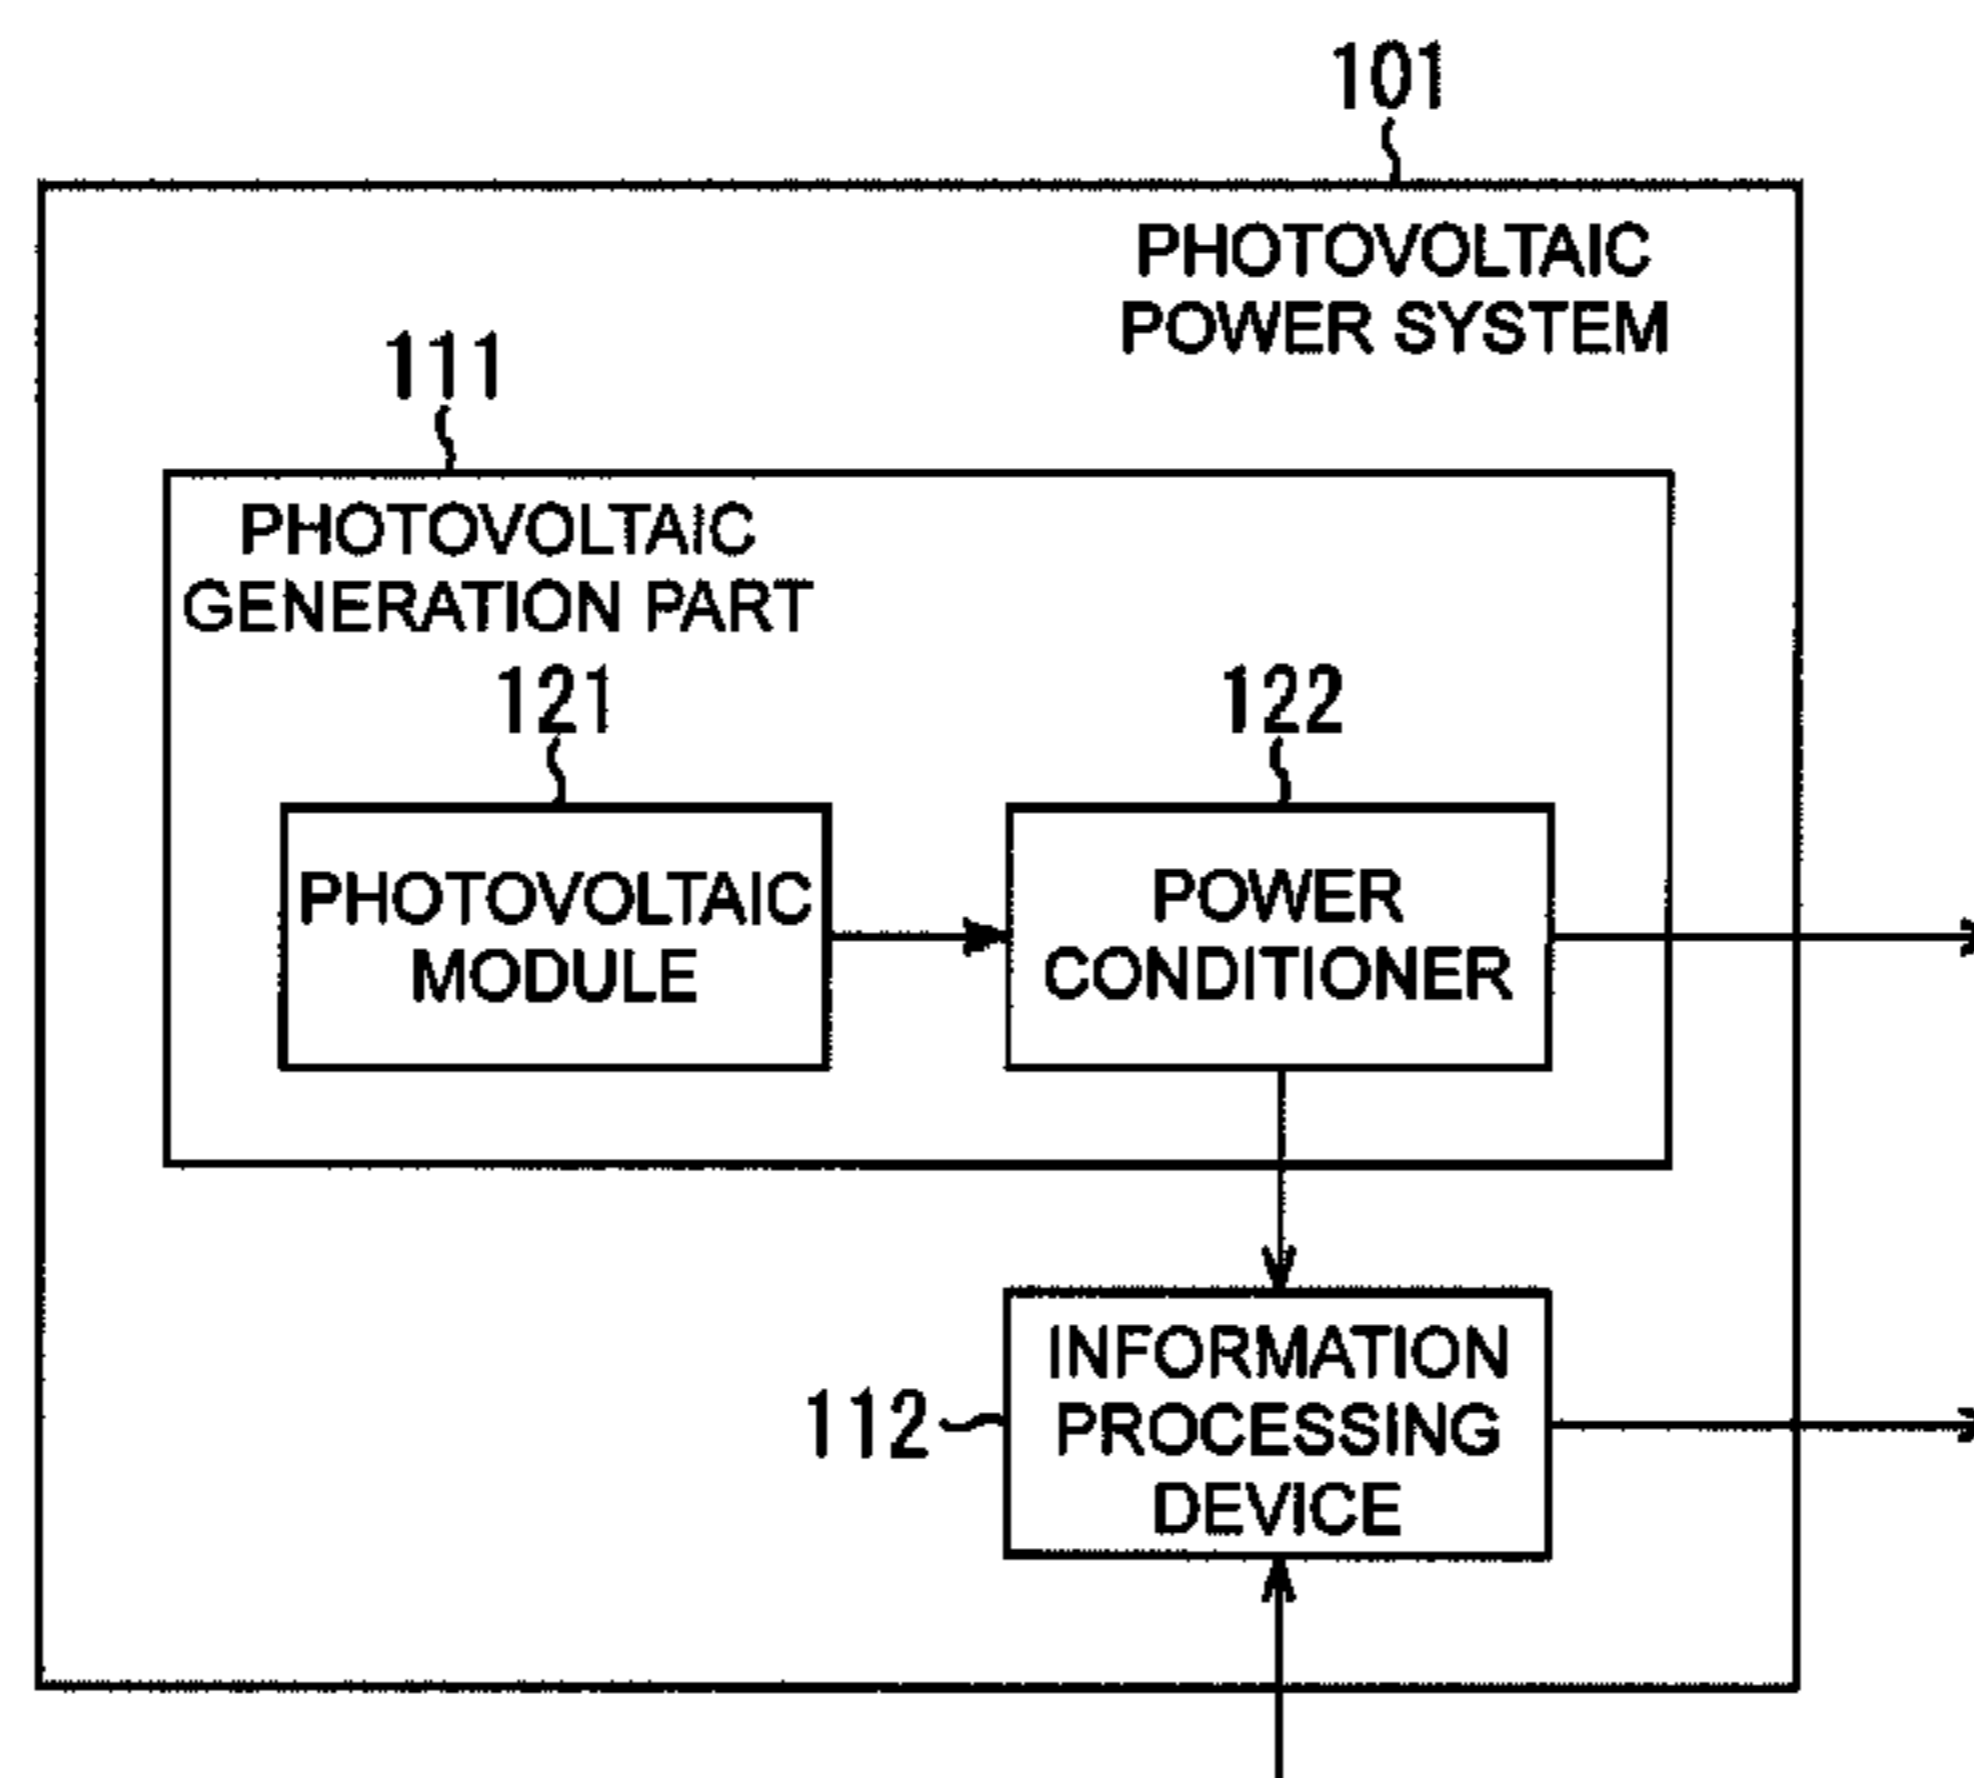 101
PHOTOVOLTAIC
POWER SYSTEM
111
PHOTOVOLTAIC
GENERATION PART
121
122
PHOTOVOLTAIC
MODULE
POWER
CONDITIONER
112
INFORMATION
PROCESSING
DEVICE